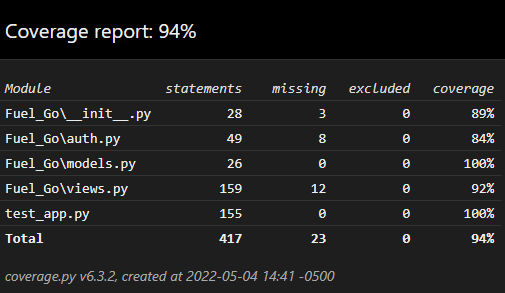 Coverage report: 94%
Module statements missing excluded coverage
Fuel_Go\__init__.py 28 3 0 89%
Fuel_Go\auth.py 49 8 0 84%
Fuel_Go\models.py 26 0 0 100%
Fuel_Go\views.py 159 12 0 92%
test_app.py 155 0 0 100%
Total 417 23 0 94%
coverage.py v6.3.2, created at 2022-05-04 14:41 -0500